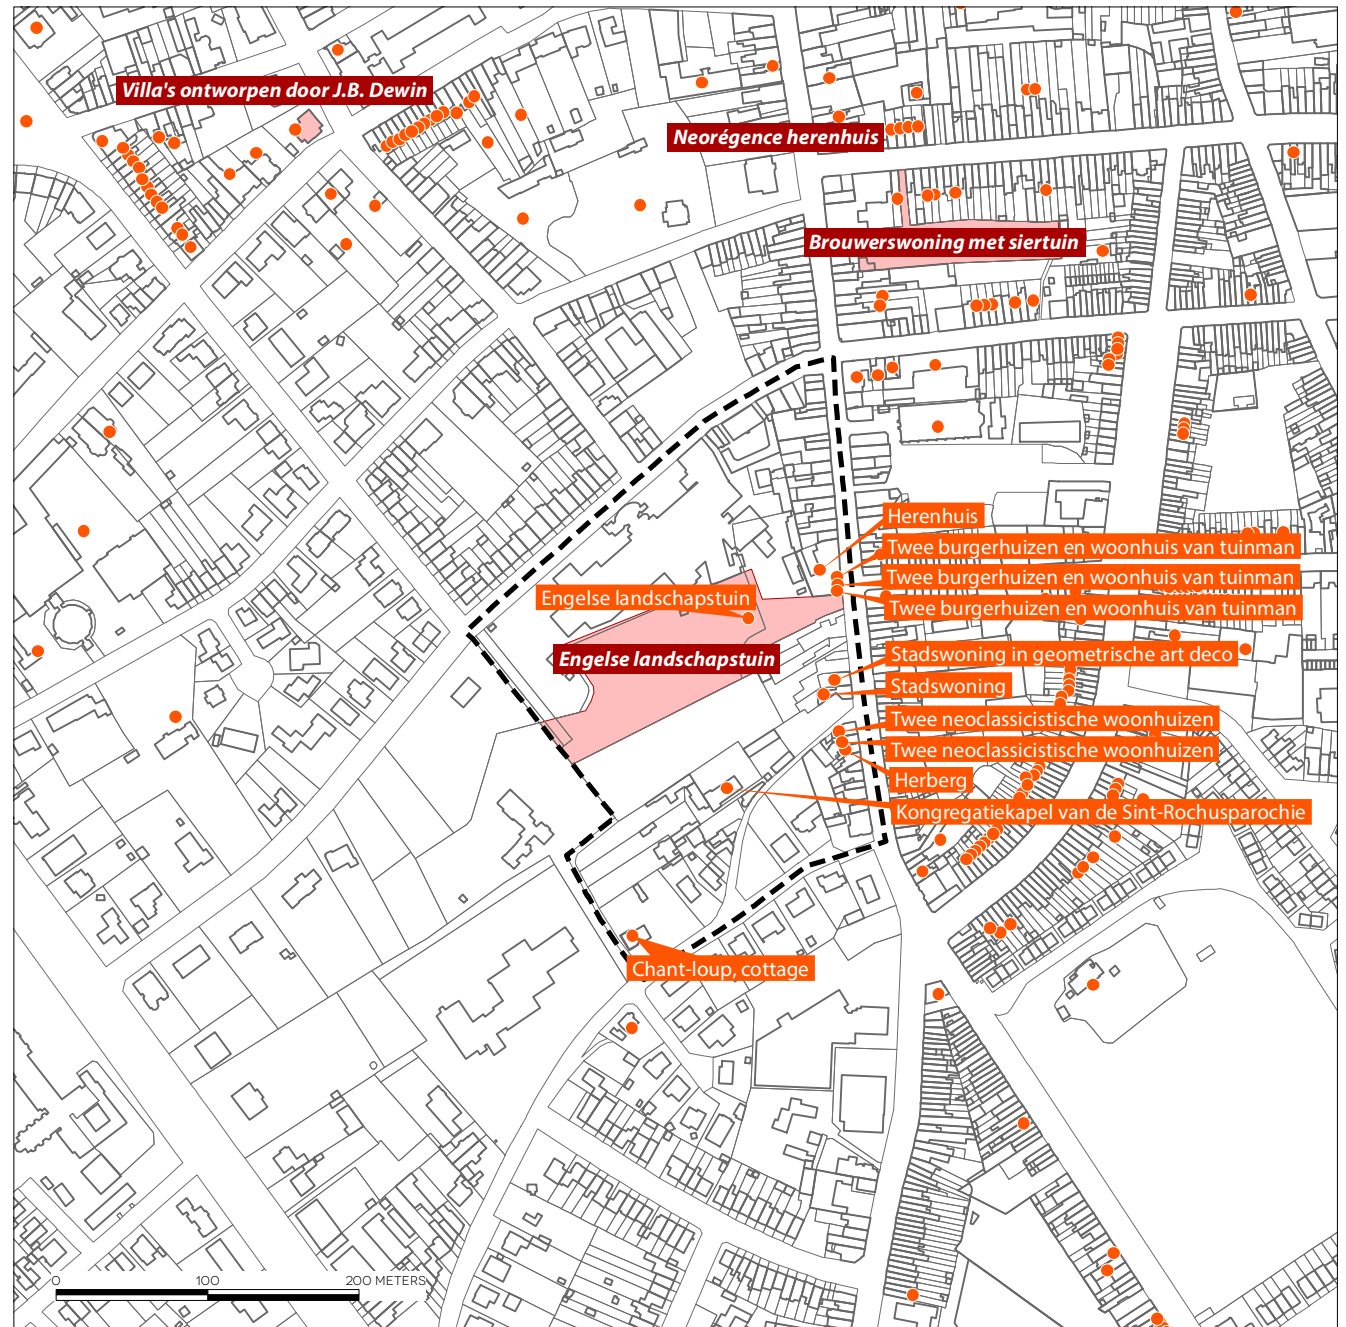 Villa's ontworpen door J.B. Dewin
Neorégence herenhuis
Brouwerswoning met siertuin
Herenhuis
Twee burgerhuizen en woonhuis van tuinman
Twee burgerhuizen en woonhuis van tuinman
Engelse landschapstuin
Twee burgerhuizen en woonhuis van tuinman
Engelse landschapstuin
Stadswoning in geometrische art deco
Stadswoning
Twee neoclassicistische woonhuizen
Twee neoclassicistische woonhuizen
Herberg
Kongregatiekapel van de Sint-Rochusparochie
Chant-loup, cottage
0 100 200 METERS